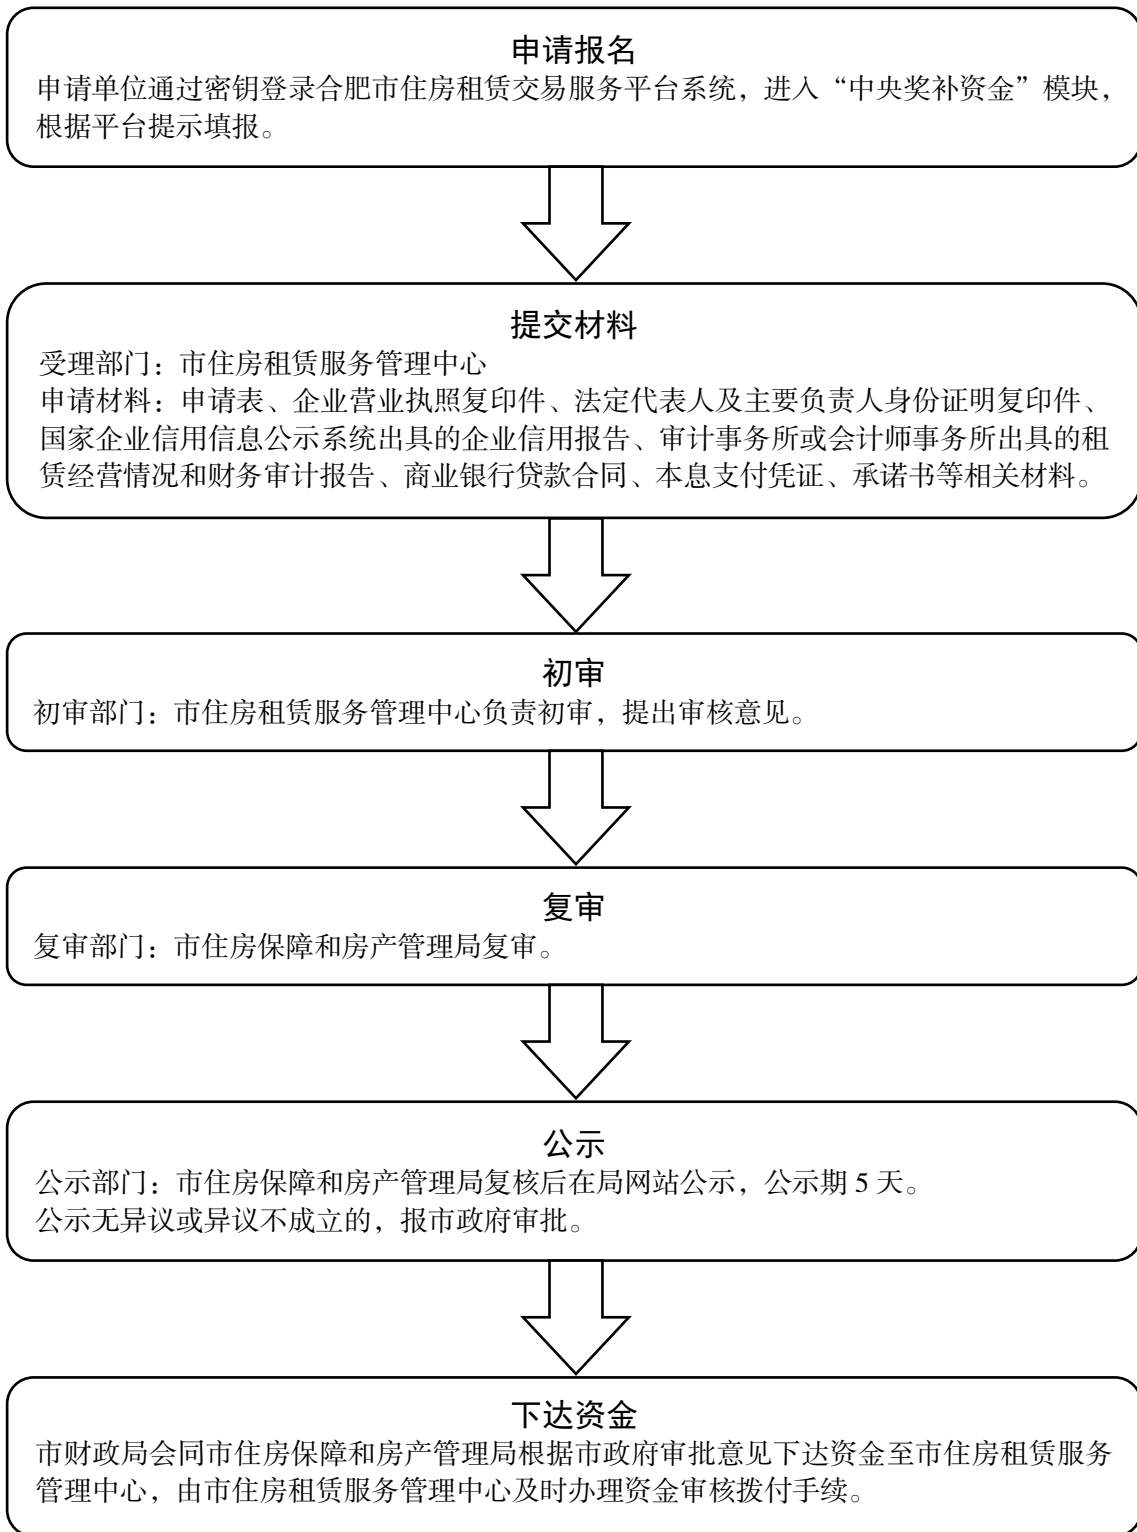 申请报名
申请单位通过密钥登录合肥市住房租赁交易服务平台系统，进入“中央奖补资金”模块，
根据平台提示填报。
提交材料
受理部门：市住房租赁服务管理中心
申请材料：申请表、企业营业执照复印件、法定代表人及主要负责人身份证明复印件、
国家企业信用信息公示系统出具的企业信用报告、审计事务所或会计师事务所出具的租
赁经营情况和财务审计报告、商业银行贷款合同、本息支付凭证、承诺书等相关材料。
初审
初审部门：市住房租赁服务管理中心负责初审，提出审核意见。
复审
复审部门：市住房保障和房产管理局复审。
公示
公示部门：市住房保障和房产管理局复核后在局网站公示，公示期 5 天。
公示无异议或异议不成立的，报市政府审批。
下达资金
市财政局会同市住房保障和房产管理局根据市政府审批意见下达资金至市住房租赁服务
管理中心，由市住房租赁服务管理中心及时办理资金审核拨付手续。